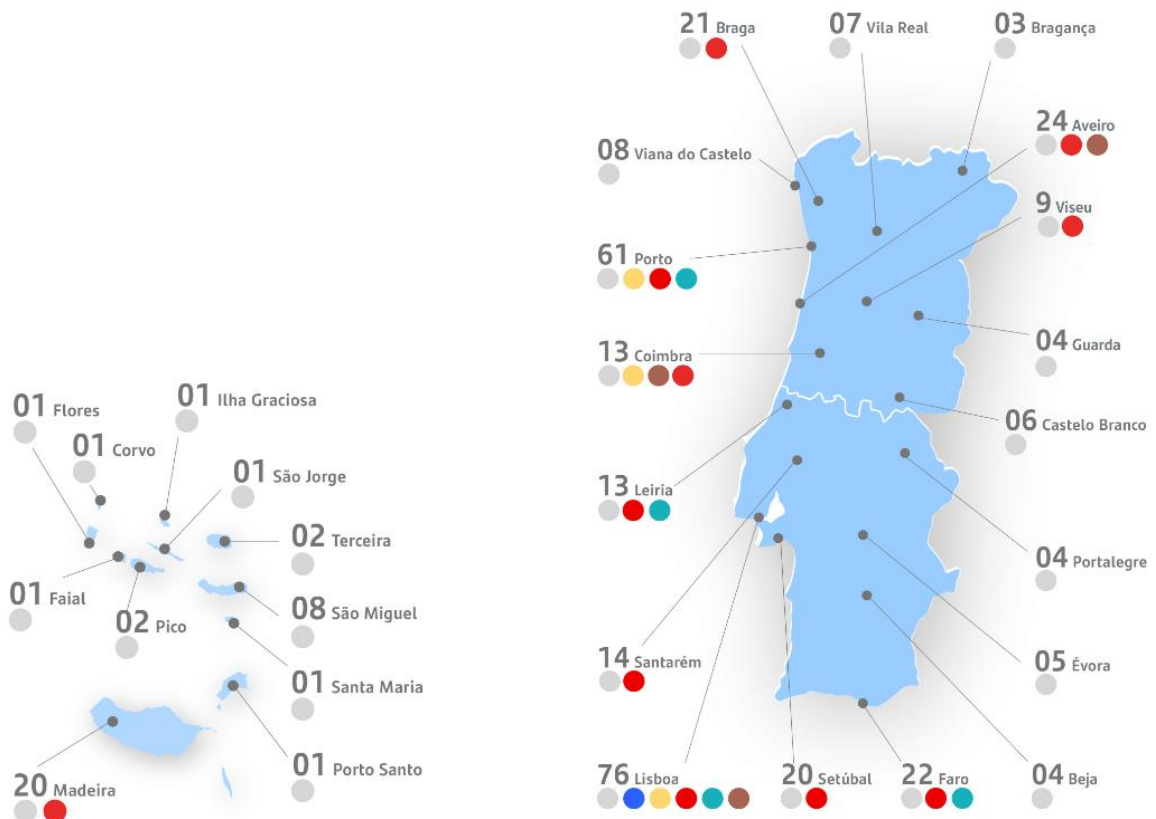 21 Braga
07 Vila Real
03 Bragança
24 Aveiro
08 Viana do Castelo
9 Viseu
61 Porto
13 Coimbra
04 Guarda
01 Flores
01 Ilha Graciosa
01 Corvo
06 Castelo Branco
01 São Jorge
13 Leiria
02 Terceira
04 Portalegre
01 Faial
02 Pico
08 São Miguel
14 Santarém
05 Évora
01 Santa Maria
01 Porto Santo
20 Madeira
76 Lisboa
20 Setúbal
22 Faro
04 Beja